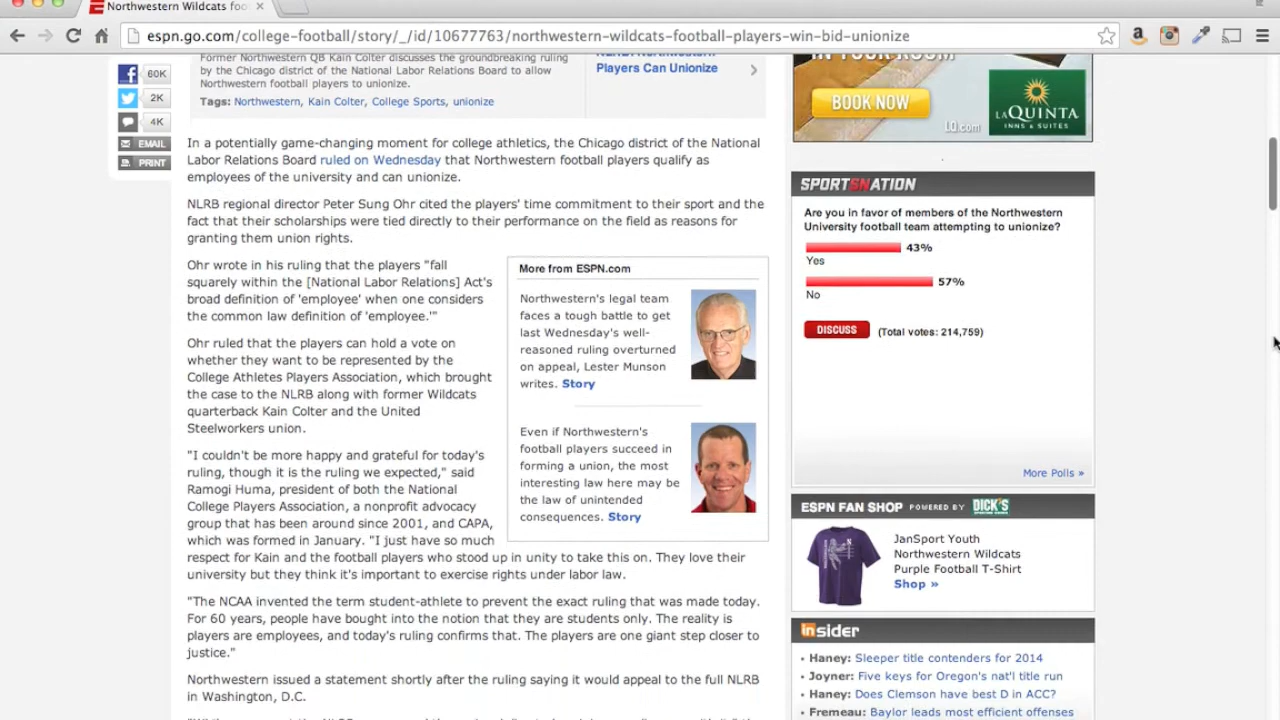 Northwestern Wildcats foo
espn.go.com/college-football/story/_/id/10677763/northwestern-wildcats-football-players-win-bid-unionize
60K
2K
4K
EMAIL
PRINT
Former Northwestern QB Kain Colter discusses the groundbreaking ruling
by the Chicago district of the National Labor Relations Board to allow
Northwestern football players to unionize.
Tags: Northwestern, Kain Colter, College Sports, unionize
Players Can Unionize
In a potentially game-changing moment for college athletics, the Chicago district of the National
Labor Relations Board ruled on Wednesday that Northwestern football players qualify as
employees of the university and can unionize.
NLRB regional director Peter Sung Ohr cited the players' time commitment to their sport and the
fact that their scholarships were tied directly to their performance on the field as reasons for
granting them union rights.
Ohr wrote in his ruling that the players "fall
squarely within the [National Labor Relations] Act's
broad definition of 'employee' when one considers
the common law definition of 'employee.'"
Ohr ruled that the players can hold a vote on
whether they want to be represented by the
College Athletes Players Association, which brought
the case to the NLRB along with former Wildcats
quarterback Kain Colter and the United
Steelworkers union.
"I couldn't be more happy and grateful for today's
ruling, though it is the ruling we expected," said
Ramogi Huma, president of both the National
College Players Association, a nonprofit advocacy
group that has been around since 2001, and CAPA,
which was formed in January. "I just have so much
respect for Kain and the football players who stood up in unity to take this on. They love their
university but they think it's important to exercise rights under labor law.
"The NCAA invented the term student-athlete to prevent the exact ruling that was made today.
For 60 years, people have bought into the notion that they are students only. The reality is
players are employees, and today's ruling confirms that. The players are one giant step closer to
justice."
Northwestern issued a statement shortly after the ruling saying it would appeal to the full NLRB
in Washington, D.C.
More from ESPN.com
Northwestern's legal team
faces a tough battle to get
last Wednesday's well-
reasoned ruling overturned
on appeal, Lester Munson
writes. Story
Even if Northwestern's
football players succeed in
forming a union, the most
interesting law here may be
the law of unintended
consequences. Story
IN YOUR ROOM
BOOK NOW
LQ.com
LAQUINTA
INNS & SUITES
SPORTSNATION
Are you in favor of members of the Northwestern
University football team attempting to unionize?
43%
Yes
57%
No
DISCUSS (Total votes: 214,759)
More Polls »
ESPN FAN SHOP POWERED BY DICK'S
JanSport Youth
Northwestern Wildcats
Purple Football T-Shirt
Shop »
Insider
• Haney: Sleeper title contenders for 2014
• Joyner: Five keys for Oregon's nat'l title run
• Haney: Does Clemson have best D in ACC?
• Fremeau: Baylor leads most efficient offenses